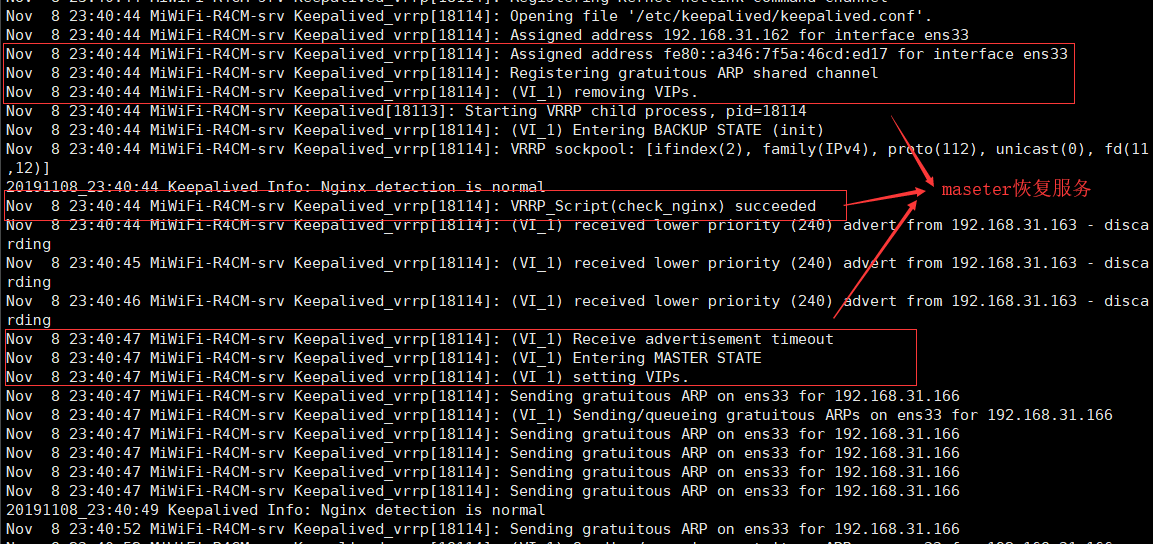 Nov  8 23:40:44 MiWiFi-R4CM-srv Keepalived_vrrp[18114]: Registering Kernel netlink command channel
Nov  8 23:40:44 MiWiFi-R4CM-srv Keepalived_vrrp[18114]: Opening file '/etc/keepalived/keepalived.conf'.
Nov  8 23:40:44 MiWiFi-R4CM-srv Keepalived_vrrp[18114]: Assigned address 192.168.31.162 for interface ens33
Nov  8 23:40:44 MiWiFi-R4CM-srv Keepalived_vrrp[18114]: Assigned address fe80::a346:7f5a:46cd:ed17 for interface ens33
Nov  8 23:40:44 MiWiFi-R4CM-srv Keepalived_vrrp[18114]: Registering gratuitous ARP shared channel
Nov  8 23:40:44 MiWiFi-R4CM-srv Keepalived_vrrp[18114]: (VI_1) removing VIPs.
Nov  8 23:40:44 MiWiFi-R4CM-srv Keepalived[18113]: Starting VRRP child process, pid=18114
Nov  8 23:40:44 MiWiFi-R4CM-srv Keepalived_vrrp[18114]: (VI_1) Entering BACKUP STATE (init)
Nov  8 23:40:44 MiWiFi-R4CM-srv Keepalived_vrrp[18114]: VRRP sockpool: [ifindex(2), family(IPv4), proto(112), unicast(0), fd(11
,12)]
20191108_23:40:44 Keepalived Info: Nginx detection is normal
maseter恢复服务
Nov  8 23:40:44 MiWiFi-R4CM-srv Keepalived_vrrp[18114]: VRRP_Script(check_nginx) succeeded
Nov  8 23:40:44 MiWiFi-R4CM-srv Keepalived_vrrp[18114]: (VI_1) received lower priority (240) advert from 192.168.31.163 - disca
rding
Nov  8 23:40:45 MiWiFi-R4CM-srv Keepalived_vrrp[18114]: (VI_1) received lower priority (240) advert from 192.168.31.163 - disca
rding
Nov  8 23:40:46 MiWiFi-R4CM-srv Keepalived_vrrp[18114]: (VI_1) received lower priority (240) advert from 192.168.31.163 - disca
rding
Nov  8 23:40:47 MiWiFi-R4CM-srv Keepalived_vrrp[18114]: (VI_1) Receive advertisement timeout
Nov  8 23:40:47 MiWiFi-R4CM-srv Keepalived_vrrp[18114]: (VI_1) Entering MASTER STATE
Nov  8 23:40:47 MiWiFi-R4CM-srv Keepalived_vrrp[18114]: (VI_1) setting VIPs.
Nov  8 23:40:47 MiWiFi-R4CM-srv Keepalived_vrrp[18114]: Sending gratuitous ARP on ens33 for 192.168.31.166
Nov  8 23:40:47 MiWiFi-R4CM-srv Keepalived_vrrp[18114]: (VI_1) Sending/queueing gratuitous ARPs on ens33 for 192.168.31.166
Nov  8 23:40:47 MiWiFi-R4CM-srv Keepalived_vrrp[18114]: Sending gratuitous ARP on ens33 for 192.168.31.166
Nov  8 23:40:47 MiWiFi-R4CM-srv Keepalived_vrrp[18114]: Sending gratuitous ARP on ens33 for 192.168.31.166
Nov  8 23:40:47 MiWiFi-R4CM-srv Keepalived_vrrp[18114]: Sending gratuitous ARP on ens33 for 192.168.31.166
Nov  8 23:40:47 MiWiFi-R4CM-srv Keepalived_vrrp[18114]: Sending gratuitous ARP on ens33 for 192.168.31.166
20191108_23:40:49 Keepalived Info: Nginx detection is normal
Nov  8 23:40:52 MiWiFi-R4CM-srv Keepalived_vrrp[18114]: Sending gratuitous ARP on ens33 for 192.168.31.166